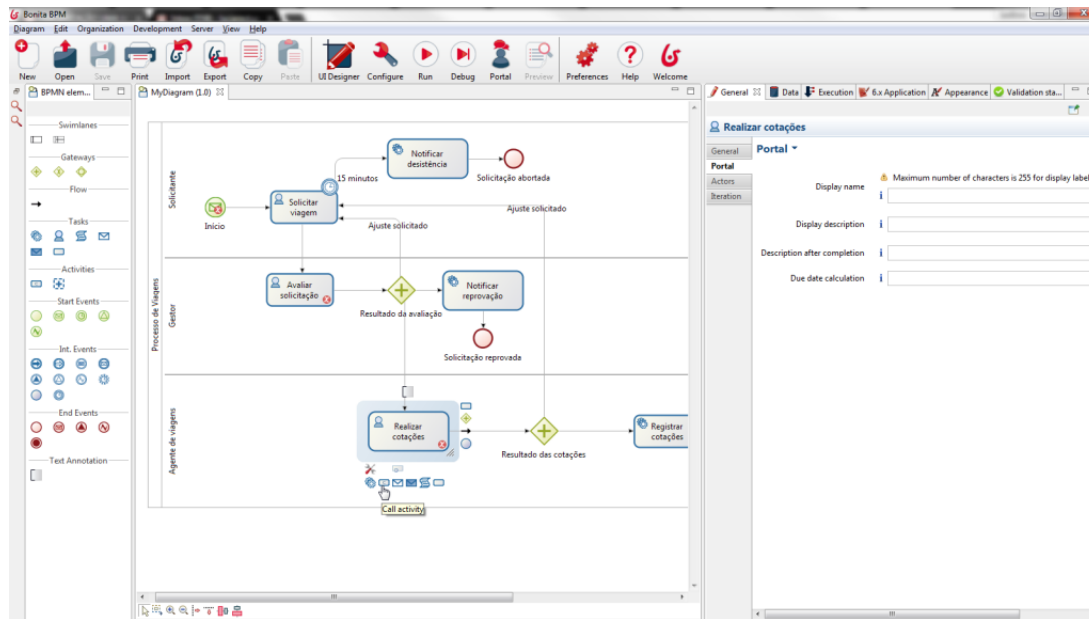 Bonita BPM
Diagram Edit Organization Development Server View Help
New Open Save Print Import Export Copy Paste UI Designer Configure Run Debug Portal Preview Preferences Help Welcome
BPMN elem...
MyDiagram (1.0)
General Data Execution 6.x Application Appearance Validation sta...
Swimlanes
Gateways
Flow
Tasks
Activities
Start Events
Int. Events
End Events
Text Annotation
Processo de Viagens
Solicitante
Início
Solicitar
viagem
15 minutos
Notificar
desistência
Solicitação abortada
Ajuste solicitado
Ajuste solicitado
Gestor
Avaliar
solicitação
Resultado da avaliação
Notificar
reprovação
Solicitação reprovada
Agente de viagens
Realizar
cotações
Resultado das cotações
Registrar
cotações
Call activity
Realizar cotações
General
Portal
Actors
Iteration
Portal
Maximum number of characters is 255 for display label
Display name
Display description
Description after completion
Due date calculation